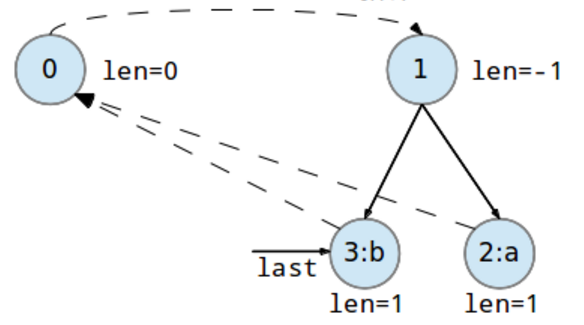 0 len=0
1 len=-1
last
3:b
2:a
len=1
len=1